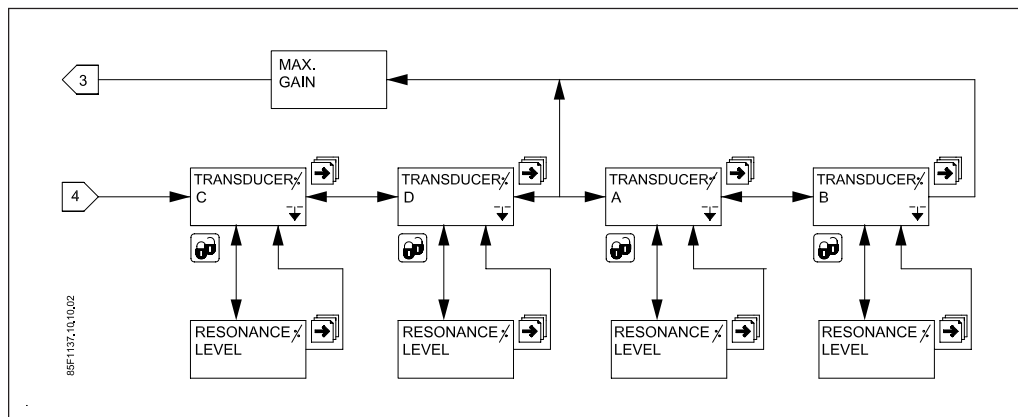 3
MAX.
GAIN
4
TRANSDUCER
C
TRANSDUCER
D
TRANSDUCER
A
TRANSDUCER
B
RESONANCE
LEVEL
RESONANCE
LEVEL
RESONANCE
LEVEL
RESONANCE
LEVEL
85F1137.10.10.02